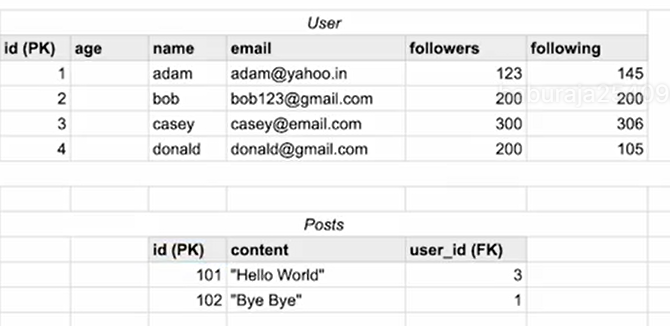 User
id (PK) age name email followers following
1 adam adam@yahoo.in 123 145
2 bob bob123@gmail.com 200 200
3 casey casey@email.com 300 306
4 donald donald@gmail.com 200 105
Posts
id (PK) content user_id (FK)
101 "Hello World" 3
102 "Bye Bye" 1